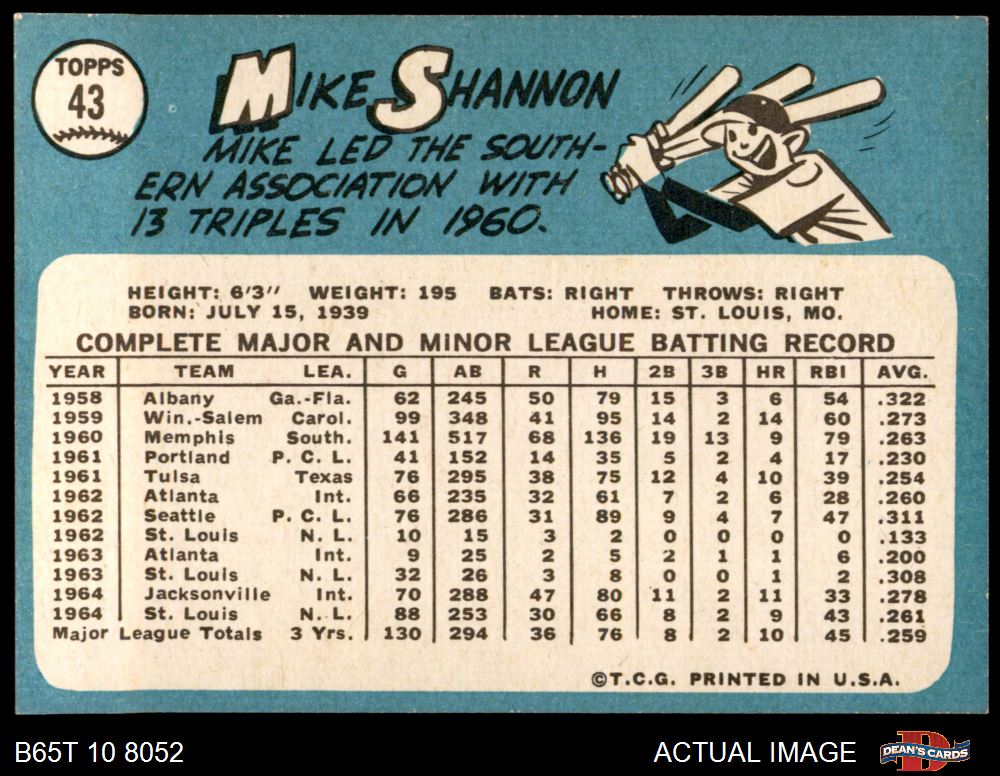 TOPPS
43
MIKE SHANNON
MIKE LED THE SOUTH-
ERN ASSOCIATION WITH
13 TRIPLES IN 1960.
HEIGHT: 6'3" WEIGHT: 195 BATS: RIGHT THROWS: RIGHT
BORN: JULY 15, 1939 HOME: ST. LOUIS, MO.
COMPLETE MAJOR AND MINOR LEAGUE BATTING RECORD
YEAR TEAM LEA. G AB R H 2B 3B HR RBI AVG.
1958 Albany Ga.-Fla. 62 245 50 79 15 3 6 54 .322
1959 Win.-Salem Carol. 99 348 41 95 14 2 14 60 .273
1960 Memphis South. 141 517 68 136 19 13 9 79 .263
1961 Portland P. C. L. 41 152 14 35 5 2 4 17 .230
1961 Tulsa Texas 76 295 38 75 12 4 10 39 .254
1962 Atlanta Int. 66 235 32 61 7 2 6 28 .260
1962 Seattle P. C. L. 76 286 31 89 9 4 7 47 .311
1962 St. Louis N. L. 10 15 3 2 0 0 0 0 .133
1963 Atlanta Int. 9 25 2 5 2 1 1 6 .200
1963 St. Louis N. L. 32 26 3 8 0 0 1 2 .308
1964 Jacksonville Int. 70 288 47 80 11 2 11 33 .278
1964 St. Louis N. L. 88 253 30 66 8 2 9 43 .261
Major League Totals 3 Yrs. 130 294 36 76 8 2 10 45 .259
©T.C.G. PRINTED IN U.S.A.
B65T 10 8052 ACTUAL IMAGE DEAN'S CARDS